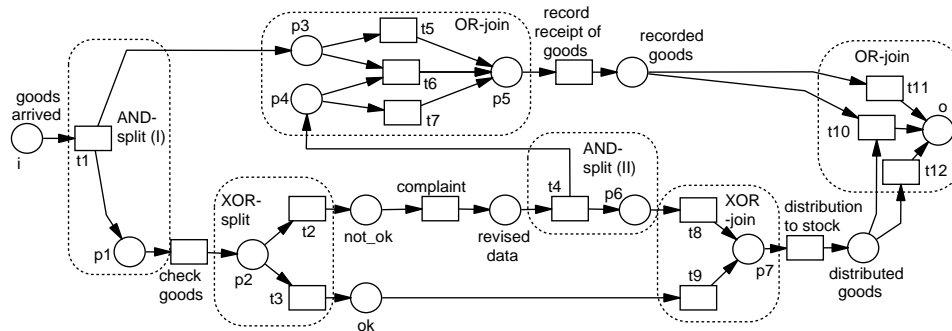 p3
t5
OR-join
record
receipt of
goods
recorded
goods
OR-join
t11
o
goods
arrived
AND-
split (I)
t6
p5
p4
t7
t10
i
t1
t12
AND-
split (II)
XOR-
split
complaint
t4
p6
XOR
-join
distribution
to stock
t2
not_ok
revised
data
t8
p1
check
goods
p2
t9
p7
distributed
goods
t3
ok